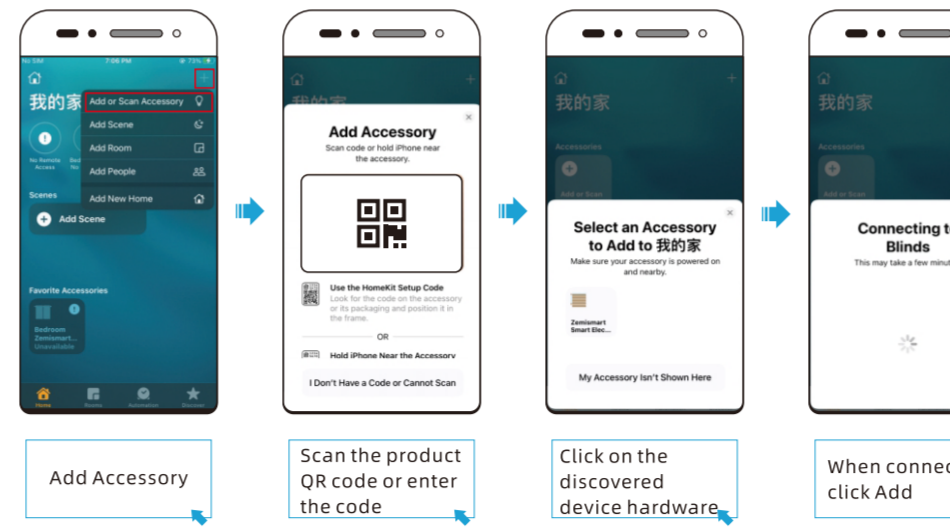 No SIM
7:06 PM
73%
我的家
Add or Scan Accessory
Add Scene
Add Room
Add People
Add New Home
No Remote
Access
Scenes
Add Scene
Favorite Accessories
Bedroom
Zemismart...
Unavailable
Home
Rooms
Automation
Discover
Add Accessory
我的家
Add Accessory
Scan code or hold iPhone near
the accessory.
Use the HomeKit Setup Code
Look for the code on the accessory
or its packaging and position it in
the frame.
OR
Hold iPhone Near the Accessory
I Don't Have a Code or Cannot Scan
Scan the product
QR code or enter
the code
我的家
Accessories
Add or Scan
Select an Accessory
to Add to 我的家
Make sure your accessory is powered on
and nearby.
Zemismart
Smart Elec...
My Accessory Isn't Shown Here
Click on the
discovered
device hardware
我的家
Accessories
Add or Scan
Connecting t
Blinds
This may take a few minut
When connec
click Add